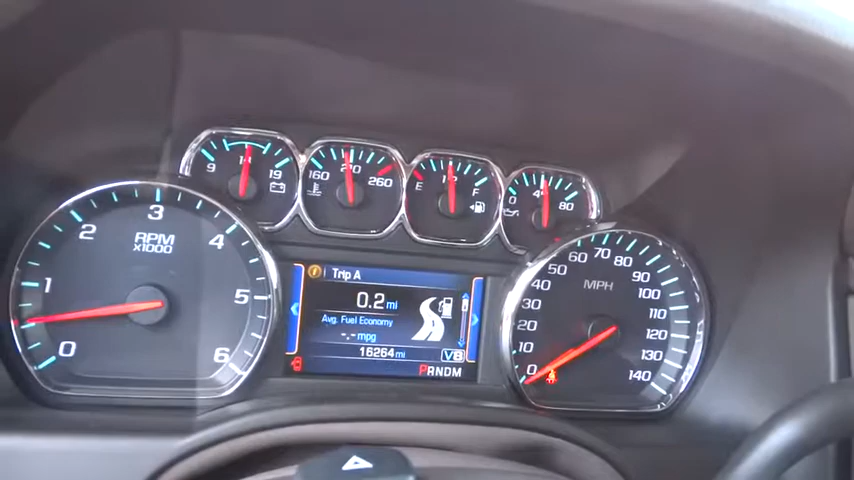 9 14 19
160 210 260
E 1/2 F
0 40 80
0 1 2 3 4 5 6
RPM
x1000
Trip A
0.2 mi
Avg. Fuel Economy
-.- mpg
16264 mi
V8
PRNDM
0 10 20 30 40 50 60 70 80 90 100 110 120 130 140
MPH